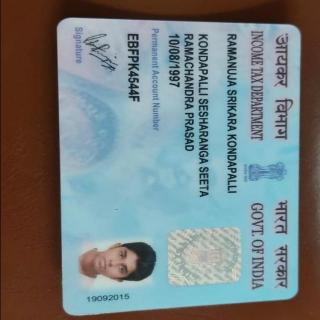 आयकर विभाग
INCOME TAX DEPARTMENT
भारत सरकार
GOVT. OF INDIA
RAMANUJA SRIKARA KONDAPALLI
KONDAPALLI SESHARANGA SEETA
RAMACHANDRA PRASAD
10/08/1997
Permanent Account Number
EBFPK4544F
Signature
19092015